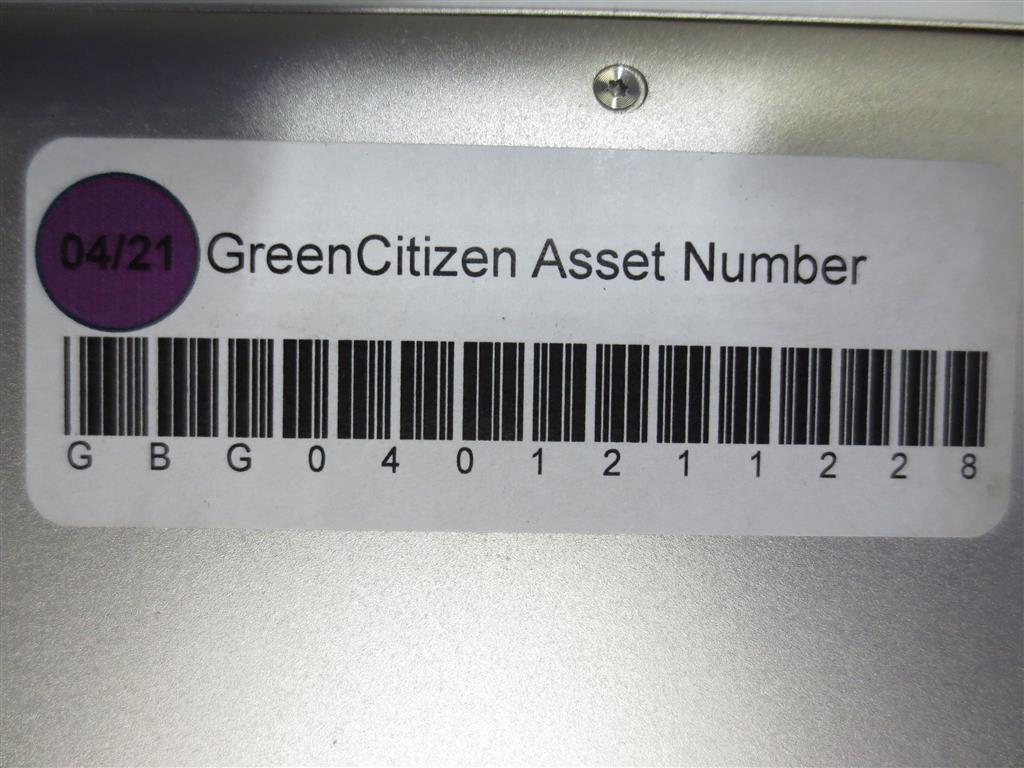 04/21 GreenCitizen Asset Number
G B G 0 4 0 1 2 1 1 2 2 8